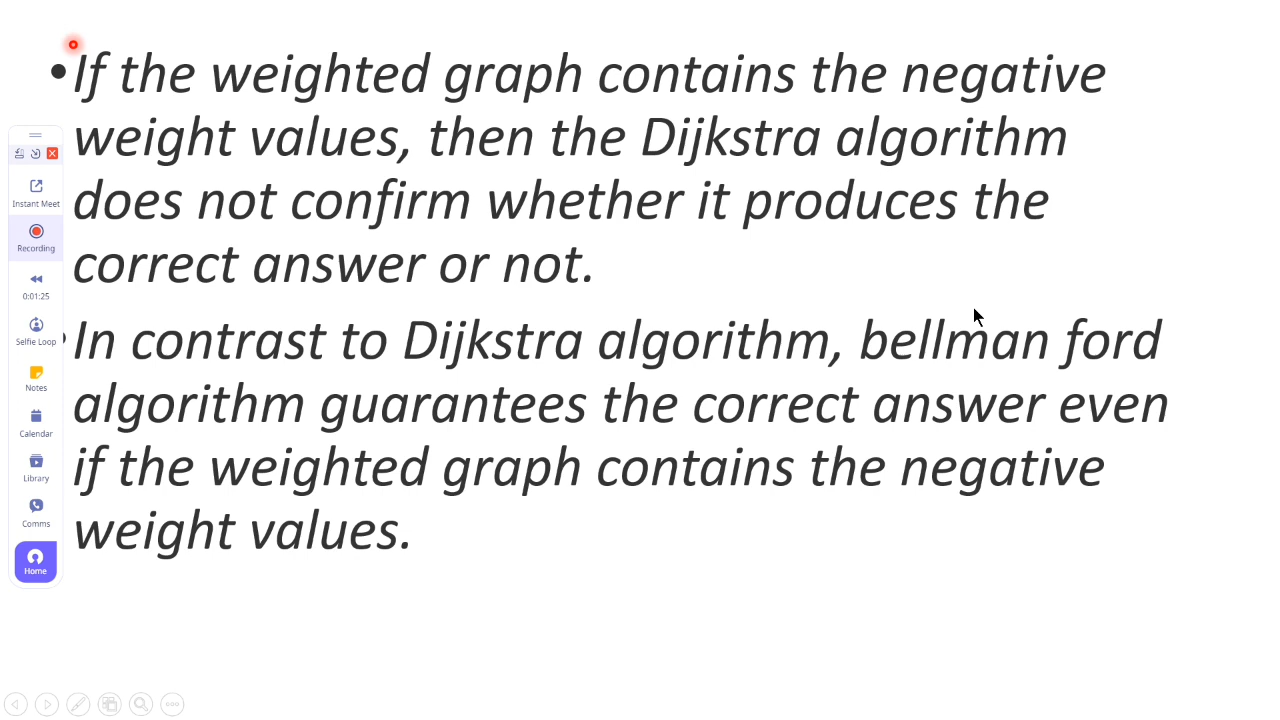 •If the weighted graph contains the negative
weight values, then the Dijkstra algorithm
does not confirm whether it produces the
correct answer or not.
•In contrast to Dijkstra algorithm, bellman ford
algorithm guarantees the correct answer even
if the weighted graph contains the negative
weight values.
Instant Meet
Recording
0:01:25
Selfie Loop
Notes
Calendar
Library
Comms
Home